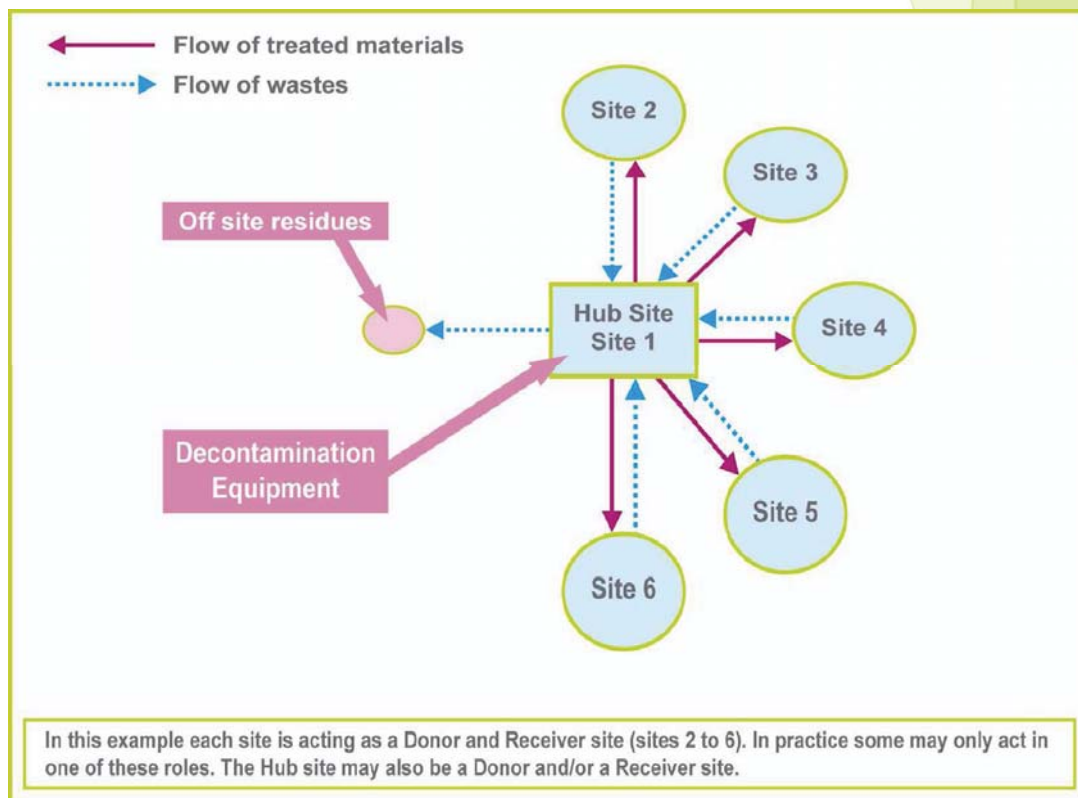 Flow of treated materials
Flow of wastes
Site 2
Site 3
Off site residues
Hub Site
Site 1
Site 4
Decontamination
Equipment
Site 5
Site 6
In this example each site is acting as a Donor and Receiver site (sites 2 to 6). In practice some may only act in
one of these roles. The Hub site may also be a Donor and/or a Receiver site.